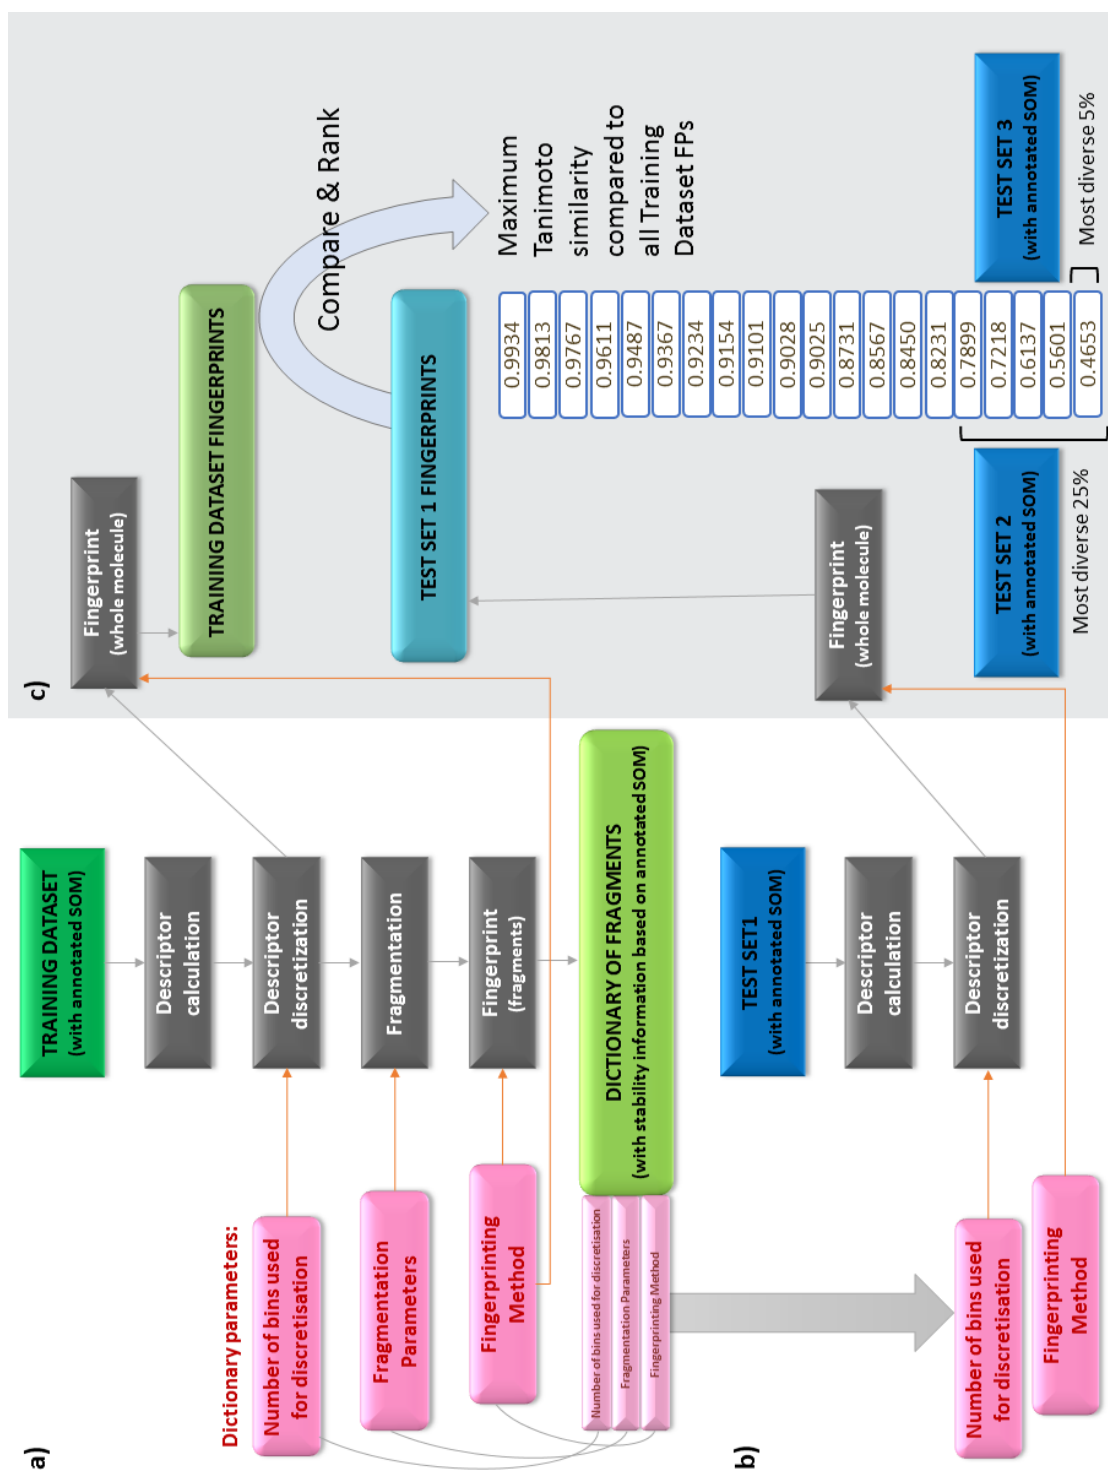 a)
Dictionary parameters:
Number of bins used
for discretisation
Fragmentation
Parameters
Fingerprinting
Method
TRAINING DATASET
(with annotated SOM)
Descriptor
calculation
Descriptor
discretization
Fragmentation
Fingerprint
(fragments)
Number of bins used for discretisation
Fragmentation Parameters
Fingerprinting Method
DICTIONARY OF FRAGMENTS
(with stability information based on annotated SOM)
b)
Number of bins used
for discretisation
Fingerprinting
Method
TEST SET1
(with annotated SOM)
Descriptor
calculation
Descriptor
discretization
c)
Fingerprint
(whole molecule)
TRAINING DATASET FINGERPRINTS
Compare & Rank
TEST SET 1 FINGERPRINTS
Fingerprint
(whole molecule)
Maximum
Tanimoto
similarity
compared to
all Training
Dataset FPs
0.9934
0.9813
0.9767
0.9611
0.9487
0.9367
0.9234
0.9154
0.9101
0.9028
0.9025
0.8731
0.8567
0.8450
0.8231
0.7899
0.7218
0.6137
0.5601
0.4653
TEST SET 2
(with annotated SOM)
Most diverse 25%
TEST SET 3
(with annotated SOM)
Most diverse 5%